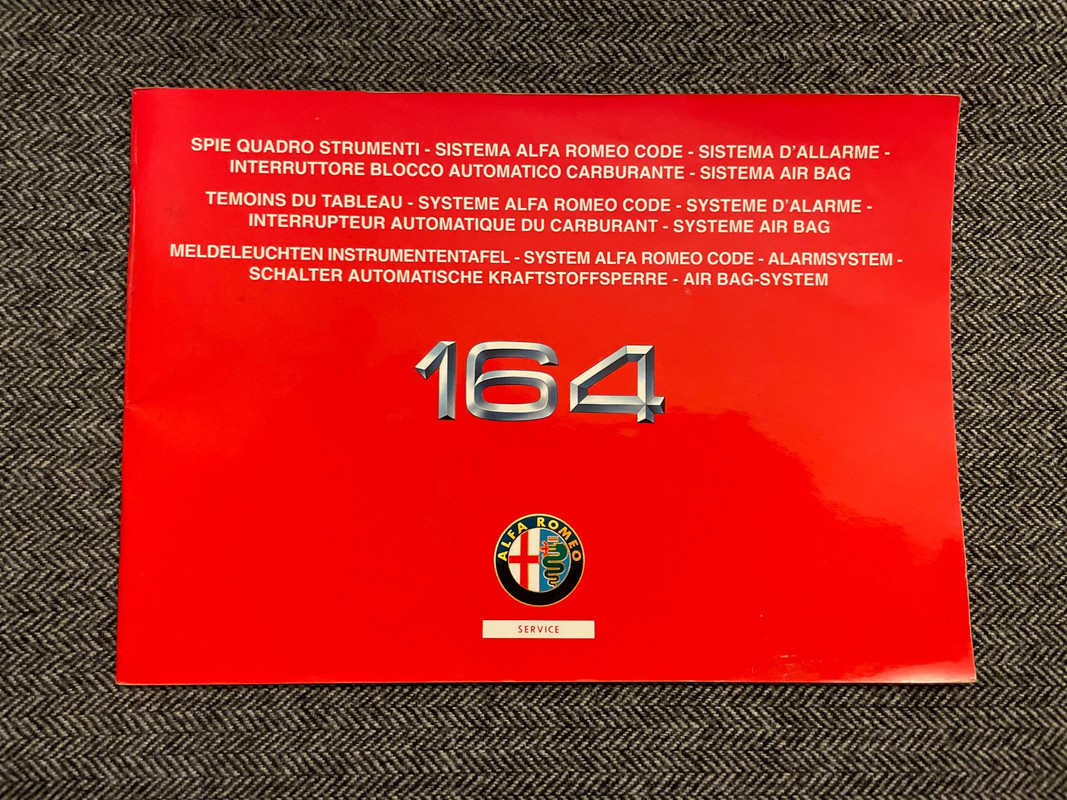 SPIE QUADRO STRUMENTI - SISTEMA ALFA ROMEO CODE - SISTEMA D'ALLARME -
INTERRUTTORE BLOCCO AUTOMATICO CARBURANTE - SISTEMA AIR BAG
TEMOINS DU TABLEAU - SYSTEME ALFA ROMEO CODE - SYSTEME D'ALARME -
INTERRUPTEUR AUTOMATIQUE DU CARBURANT - SYSTEME AIR BAG
MELDELEUCHTEN INSTRUMENTENTAFEL - SYSTEM ALFA ROMEO CODE - ALARMSYSTEM -
SCHALTER AUTOMATISCHE KRAFTSTOFFSPERRE - AIR BAG-SYSTEM
164
ALFA ROMEO
SERVICE